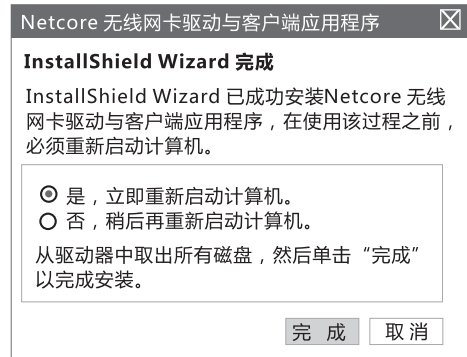 Netcore 无线网卡驱动与客户端应用程序
InstallShield Wizard 完成
InstallShield Wizard 已成功安装Netcore 无线
网卡驱动与客户端应用程序，在使用该过程之前，
必须重新启动计算机。
是，立即重新启动计算机。
否，稍后再重新启动计算机。
从驱动器中取出所有磁盘，然后单击“完成”
以完成安装。
完 成
取 消